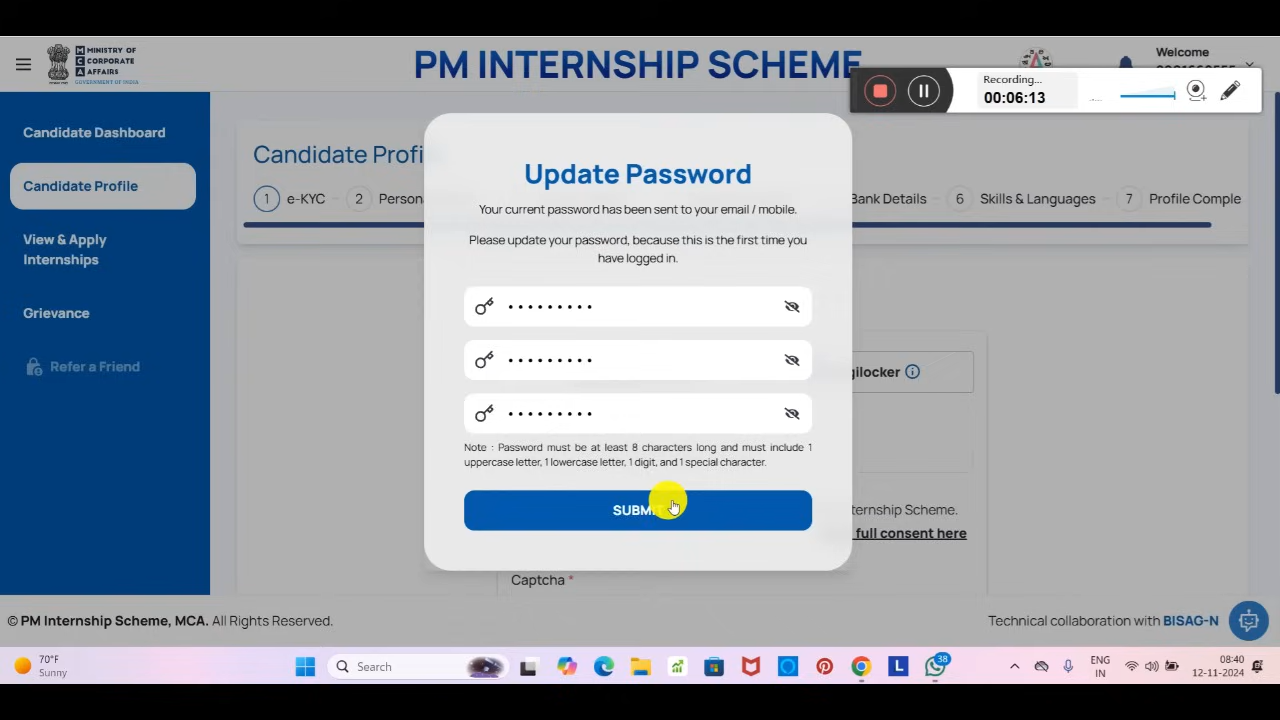 MINISTRY OF
CORPORATE
AFFAIRS
GOVERNMENT OF INDIA
MCA
PM INTERNSHIP SCHEME
Welcome
Recording...
00:06:13
Candidate Dashboard
Candidate Profile
View & Apply
Internships
Grievance
Refer a Friend
Candidate Profi
1 e-KYC 2 Person
Bank Details 6 Skills & Languages 7 Profile Comple
Update Password
Your current password has been sent to your email / mobile.
Please update your password, because this is the first time you
have logged in.
•••••••••
•••••••••
•••••••••
Note : Password must be at least 8 characters long and must include 1
uppercase letter, 1 lowercase letter, 1 digit, and 1 special character.
SUBMIT
gilocker
ternship Scheme.
full consent here
Captcha *
© PM Internship Scheme, MCA. All Rights Reserved.
Technical collaboration with BISAG-N
70°F
Sunny
Search
L
38
ENG
IN
08:40
12-11-2024